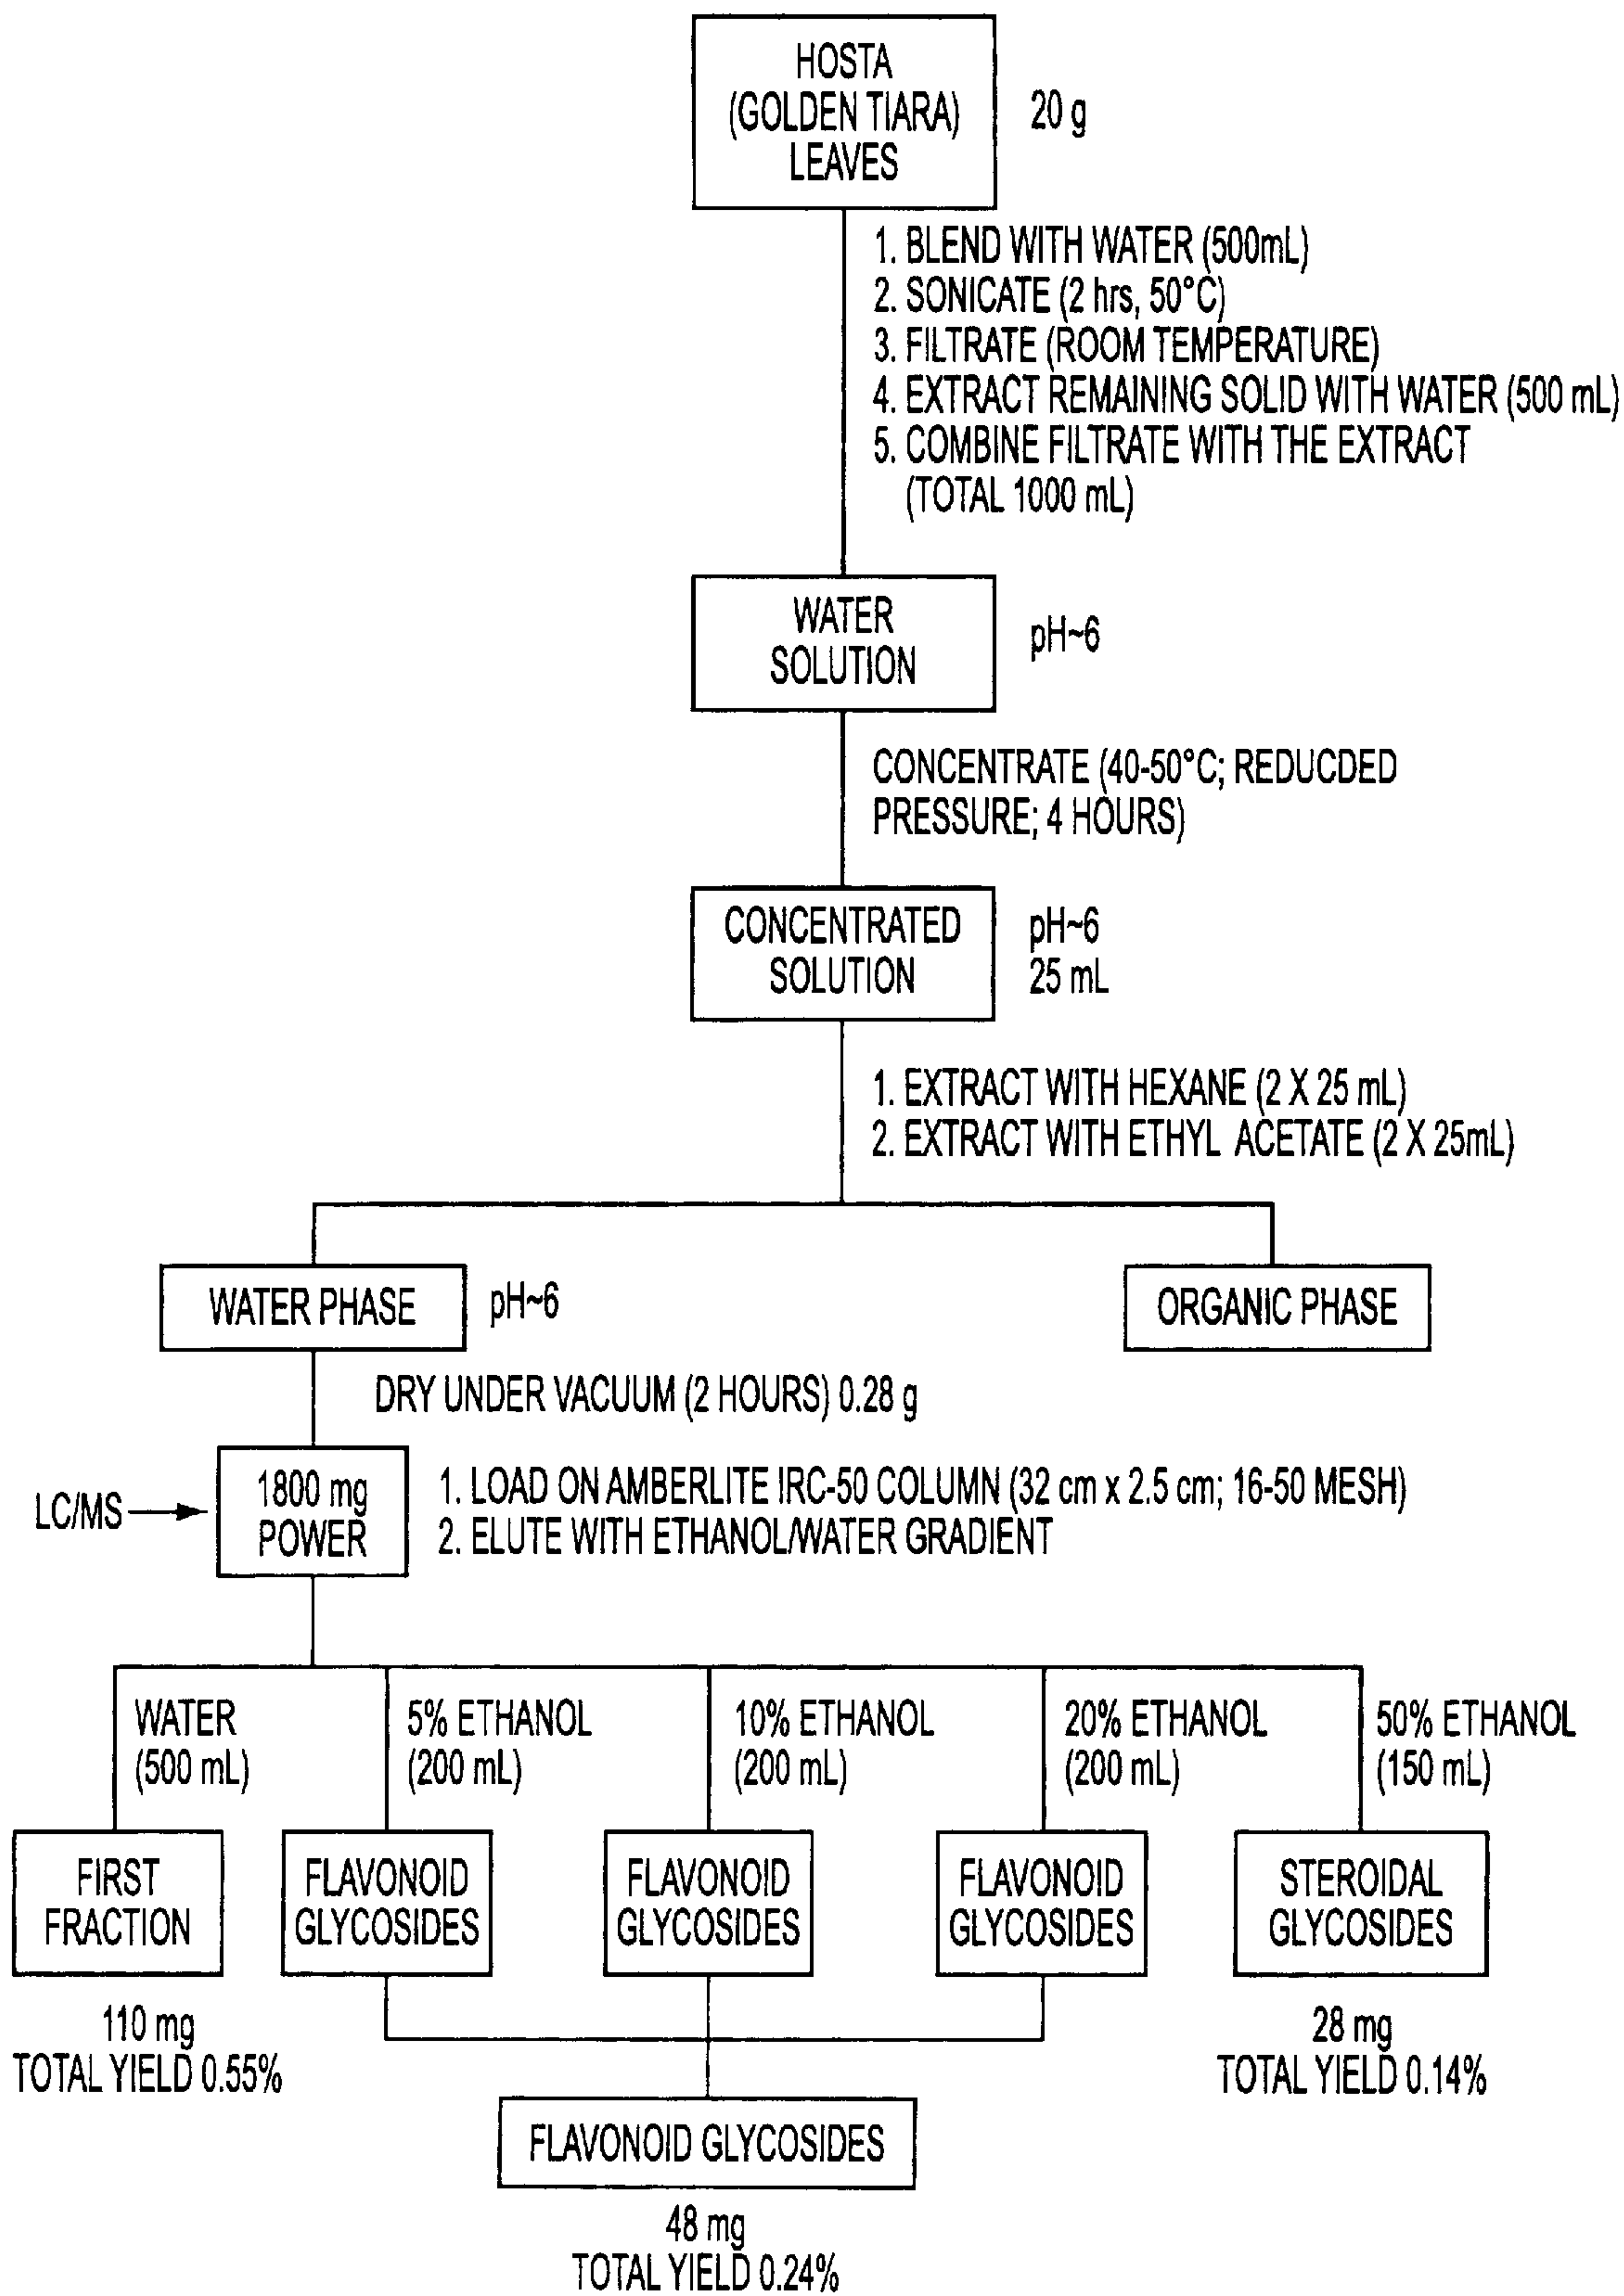 HOSTA
(GOLDEN TIARA)
LEAVES
20 g
1. BLEND WITH WATER (500mL)
2. SONICATE (2 hrs, 50°C)
3. FILTRATE (ROOM TEMPERATURE)
4. EXTRACT REMAINING SOLID WITH WATER (500 mL)
5. COMBINE FILTRATE WITH THE EXTRACT
(TOTAL 1000 mL)
WATER
SOLUTION
pH~6
CONCENTRATE (40-50°C; REDUCDED
PRESSURE; 4 HOURS)
CONCENTRATED
SOLUTION
pH~6
25 mL
1. EXTRACT WITH HEXANE (2 X 25 mL)
2. EXTRACT WITH ETHYL ACETATE (2 X 25mL)
WATER PHASE
pH~6
ORGANIC PHASE
DRY UNDER VACUUM (2 HOURS) 0.28 g
LC/MS
1800 mg
POWER
1. LOAD ON AMBERLITE IRC-50 COLUMN (32 cm x 2.5 cm; 16-50 MESH)
2. ELUTE WITH ETHANOL/WATER GRADIENT
WATER
(500 mL)
5% ETHANOL
(200 mL)
10% ETHANOL
(200 mL)
20% ETHANOL
(200 mL)
50% ETHANOL
(150 mL)
FIRST
FRACTION
FLAVONOID
GLYCOSIDES
FLAVONOID
GLYCOSIDES
FLAVONOID
GLYCOSIDES
STEROIDAL
GLYCOSIDES
110 mg
TOTAL YIELD 0.55%
28 mg
TOTAL YIELD 0.14%
FLAVONOID GLYCOSIDES
48 mg
TOTAL YIELD 0.24%